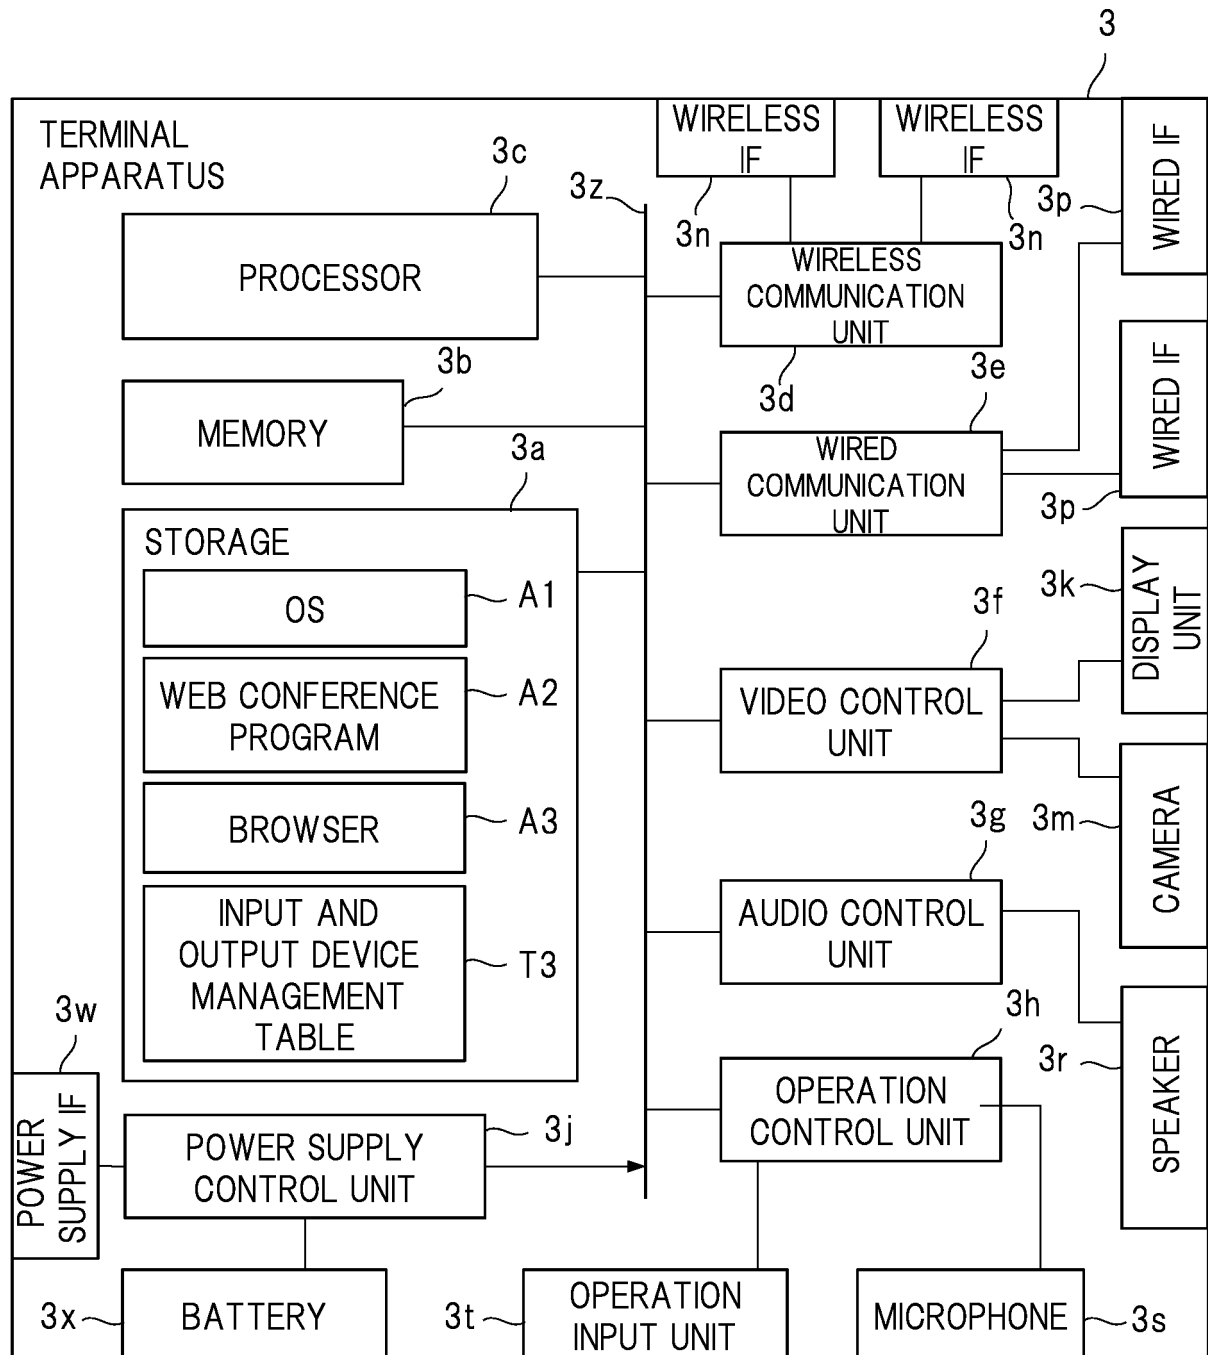 3
TERMINAL
APPARATUS
WIRELESS
IF
WIRELESS
IF
WIRED IF
3c
3z
3n
3n
3p
PROCESSOR
WIRELESS
COMMUNICATION
UNIT
3b
3d
3e
WIRED IF
MEMORY
3a
WIRED
COMMUNICATION
UNIT
3p
STORAGE
OS
A1
3f
3k
DISPLAY
UNIT
WEB CONFERENCE
PROGRAM
A2
VIDEO CONTROL
UNIT
BROWSER
A3
3g
3m
CAMERA
INPUT AND
OUTPUT DEVICE
MANAGEMENT
TABLE
T3
AUDIO CONTROL
UNIT
3w
3h
3r
SPEAKER
POWER
SUPPLY IF
POWER SUPPLY
CONTROL UNIT
3j
OPERATION
CONTROL UNIT
3x
BATTERY
3t
OPERATION
INPUT UNIT
MICROPHONE
3s